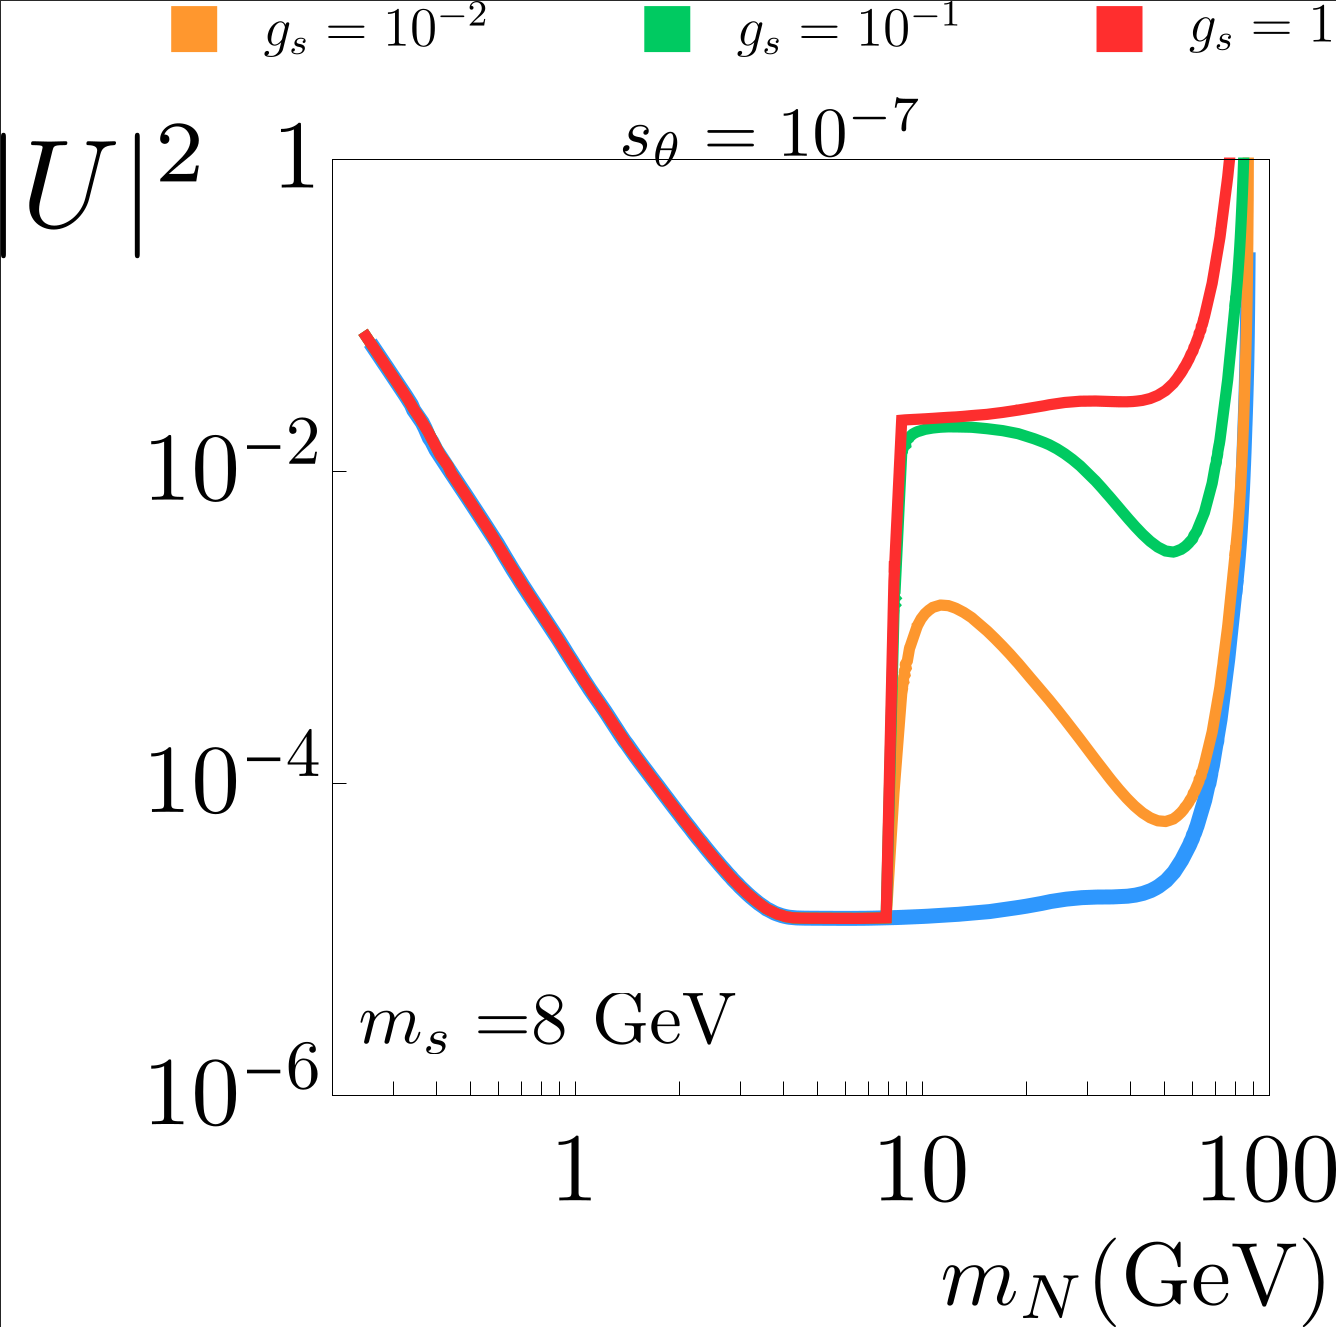 g_s = 10^{-2} g_s = 10^{-1} g_s = 1
s_θ = 10^{-7}
|U|^2 1
10^{-2}
10^{-4}
m_s =8 GeV
10^{-6}
1 10 100
m_N(GeV)